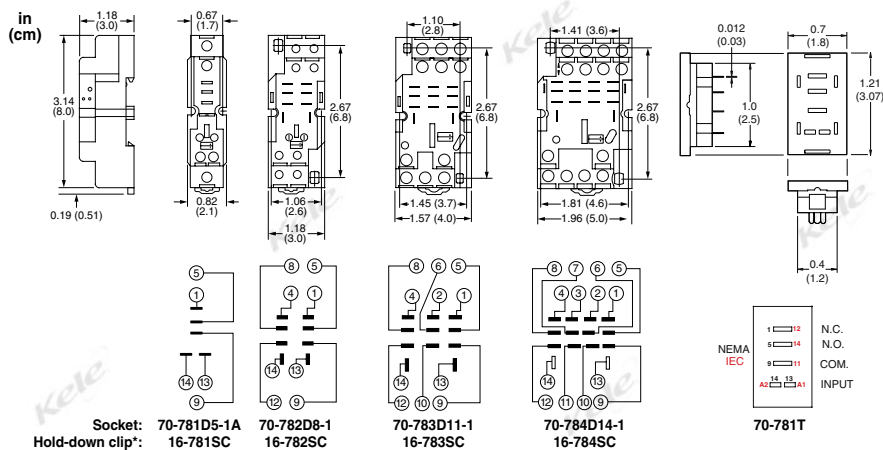 in
(cm)
1.18
(3.0)
3.14
(8.0)
0.19 (0.51)
0.67
(1.7)
0.82
(2.1)
2.67
(6.8)
1.06
(2.6)
1.18
(3.0)
1.10
(2.8)
2.67
(6.8)
1.45 (3.7)
1.57 (4.0)
1.41 (3.6)
2.67
(6.8)
1.81 (4.6)
1.96 (5.0)
0.012
(0.03)
1.0
(2.5)
0.7
(1.8)
1.21
(3.07)
0.4
(1.2)
5
1
14 13
9
8 5
4 1
14 13
12 9
8 6 5
4 2 1
14 13
12 10 9
8 7 6 5
4 3 2 1
14 13
12 11 10 9
NEMA
IEC
1 12 N.C.
5 14 N.O.
9 11 COM.
14 13
A2 A1 INPUT
Socket: 70-781D5-1A 70-782D8-1 70-783D11-1 70-784D14-1 70-781T
Hold-down clip*: 16-781SC 16-782SC 16-783SC 16-784SC
Kele
Kele
Kele
Kele
Kele
Kele